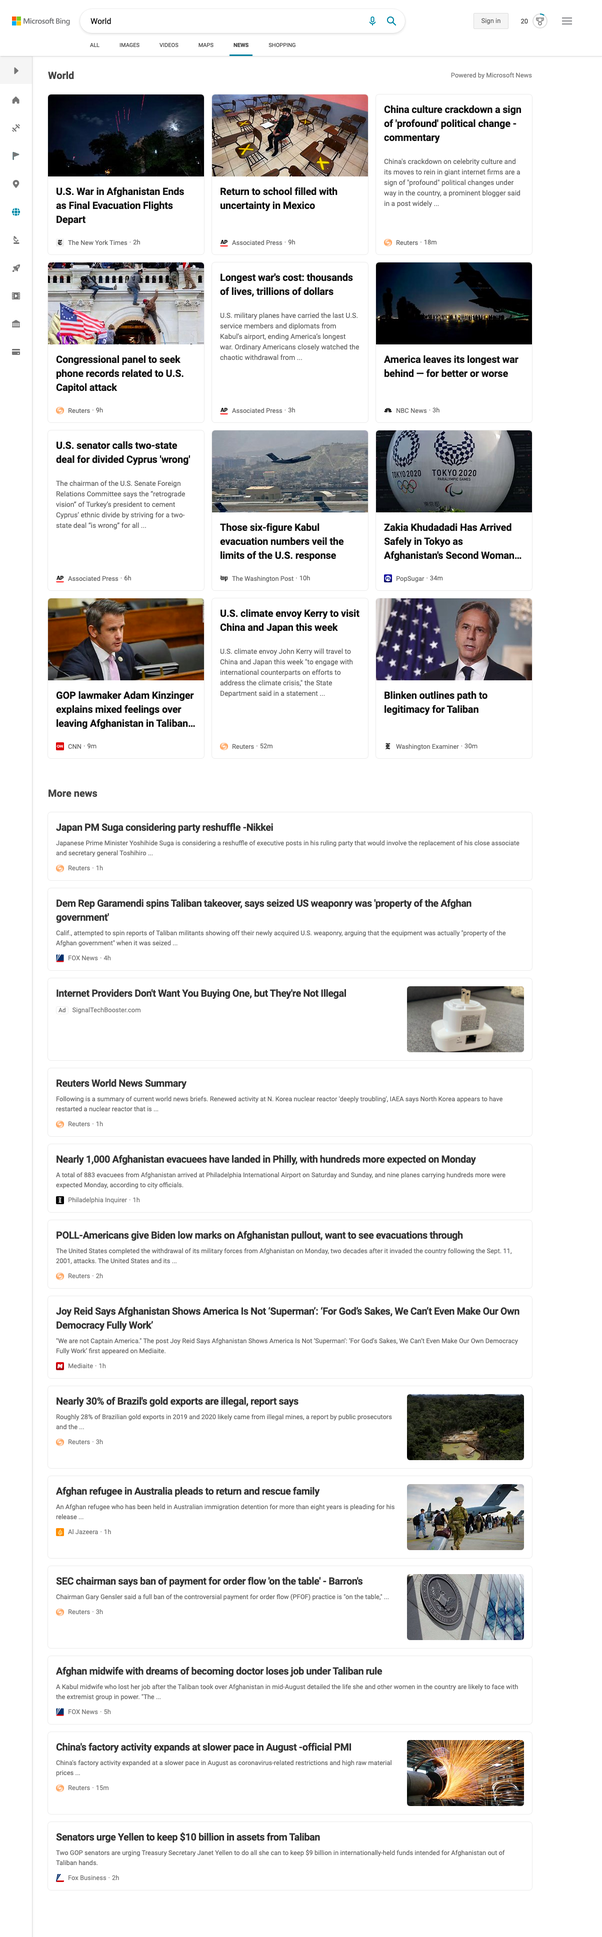 Microsoft Bing
World
Sign in
20
ALL
IMAGES
VIDEOS
MAPS
NEWS
SHOPPING
World
Powered by Microsoft News
U.S. War in Afghanistan Ends
as Final Evacuation Flights
Depart
The New York Times · 2h
Return to school filled with
uncertainty in Mexico
AP
Associated Press · 9h
China culture crackdown a sign
of 'profound' political change -
commentary
China's crackdown on celebrity culture and
its moves to rein in giant internet firms are a
sign of "profound" political changes under
way in the country, a prominent blogger said
in a post widely ...
Reuters · 18m
Congressional panel to seek
phone records related to U.S.
Capitol attack
Reuters · 9h
Longest war's cost: thousands
of lives, trillions of dollars
U.S. military planes have carried the last U.S.
service members and diplomats from
Kabul's airport, ending America's longest
war. Ordinary Americans closely watched the
chaotic withdrawal from ...
AP
Associated Press · 3h
America leaves its longest war
behind — for better or worse
NBC News · 3h
U.S. senator calls two-state
deal for divided Cyprus 'wrong'
The chairman of the U.S. Senate Foreign
Relations Committee says the "retrograde
vision" of Turkey's president to cement
Cyprus' ethnic divide by striving for a two-
state deal "is wrong" for all ...
AP
Associated Press · 6h
Those six-figure Kabul
evacuation numbers veil the
limits of the U.S. response
wp
The Washington Post · 10h
TOKYO 2020
TOKYO 2020
PARALYMPIC GAMES
Zakia Khudadadi Has Arrived
Safely in Tokyo as
Afghanistan's Second Woman...
PopSugar · 34m
GOP lawmaker Adam Kinzinger
explains mixed feelings over
leaving Afghanistan in Taliban...
CNN · 9m
U.S. climate envoy Kerry to visit
China and Japan this week
U.S. climate envoy John Kerry will travel to
China and Japan this week "to engage with
international counterparts on efforts to
address the climate crisis," the State
Department said in a statement ...
Reuters · 52m
Blinken outlines path to
legitimacy for Taliban
Washington Examiner · 30m
More news
Japan PM Suga considering party reshuffle -Nikkei
Japanese Prime Minister Yoshihide Suga is considering a reshuffle of executive posts in his ruling party that would involve the replacement of his close associate
and secretary general Toshihiro ...
Reuters · 1h
Dem Rep Garamendi spins Taliban takeover, says seized US weaponry was 'property of the Afghan
government'
Calif., attempted to spin reports of Taliban militants showing off their newly acquired U.S. weaponry, arguing that the equipment was actually "property of the
Afghan government" when it was seized ...
FOX News · 4h
Internet Providers Don't Want You Buying One, but They're Not Illegal
Ad
SignalTechBooster.com
Reuters World News Summary
Following is a summary of current world news briefs. Renewed activity at N. Korea nuclear reactor 'deeply troubling', IAEA says North Korea appears to have
restarted a nuclear reactor that is ...
Reuters · 1h
Nearly 1,000 Afghanistan evacuees have landed in Philly, with hundreds more expected on Monday
A total of 883 evacuees from Afghanistan arrived at Philadelphia International Airport on Saturday and Sunday, and nine planes carrying hundreds more were
expected Monday, according to city officials.
Philadelphia Inquirer · 1h
POLL-Americans give Biden low marks on Afghanistan pullout, want to see evacuations through
The United States completed the withdrawal of its military forces from Afghanistan on Monday, two decades after it invaded the country following the Sept. 11,
2001, attacks. The United States and its ...
Reuters · 2h
Joy Reid Says Afghanistan Shows America Is Not 'Superman': 'For God's Sakes, We Can't Even Make Our Own
Democracy Fully Work'
"We are not Captain America." The post Joy Reid Says Afghanistan Shows America Is Not 'Superman': 'For God's Sakes, We Can't Even Make Our Own Democracy
Fully Work' first appeared on Mediaite.
Mediaite · 1h
Nearly 30% of Brazil's gold exports are illegal, report says
Roughly 28% of Brazilian gold exports in 2019 and 2020 likely came from illegal mines, a report by public prosecutors
and the ...
Reuters · 3h
Afghan refugee in Australia pleads to return and rescue family
An Afghan refugee who has been held in Australian immigration detention for more than eight years is pleading for his
release ...
Al Jazeera · 1h
SEC chairman says ban of payment for order flow 'on the table' - Barron's
Chairman Gary Gensler said a full ban of the controversial payment for order flow (PFOF) practice is "on the table," ...
Reuters · 3h
Afghan midwife with dreams of becoming doctor loses job under Taliban rule
A Kabul midwife who lost her job after the Taliban took over Afghanistan in mid-August detailed the life she and other women in the country are likely to face with
the extremist group in power. "The ...
FOX News · 5h
China's factory activity expands at slower pace in August -official PMI
China's factory activity expanded at a slower pace in August as coronavirus-related restrictions and high raw material
prices ...
Reuters · 15m
Senators urge Yellen to keep $10 billion in assets from Taliban
Two GOP senators are urging Treasury Secretary Janet Yellen to do all she can to keep $9 billion in internationally-held funds intended for Afghanistan out of
Taliban hands.
Fox Business · 2h